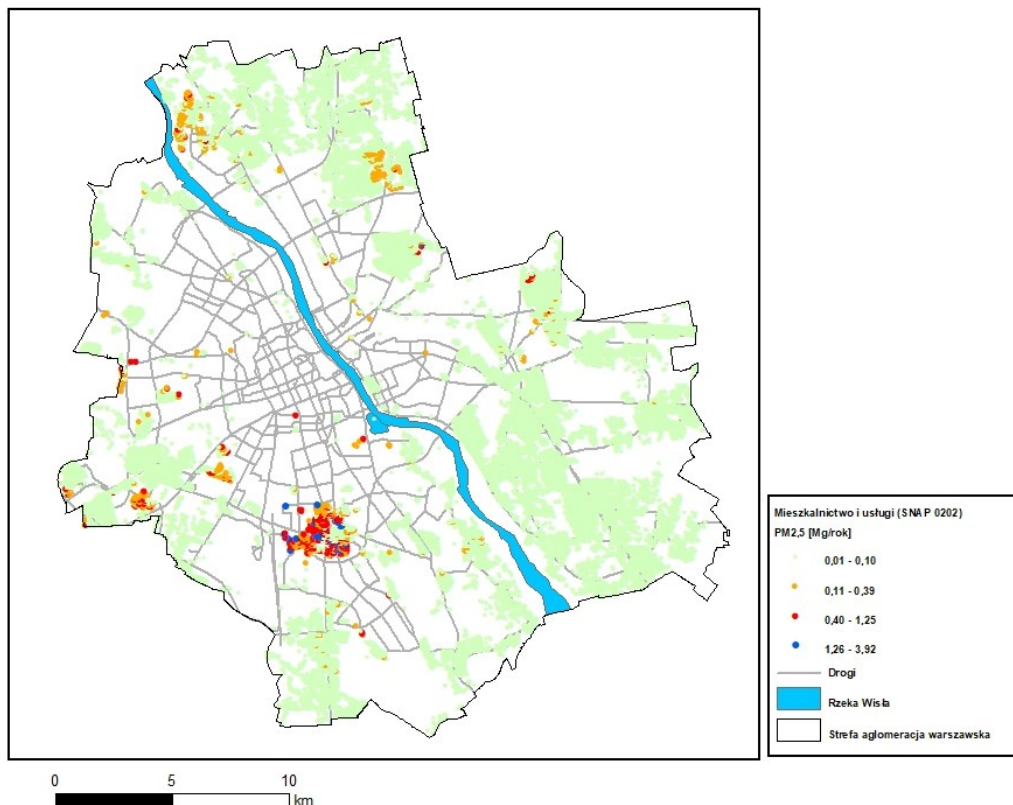 Mieszkalnictwo i usługi (SNAP 0202)
PM2,5 [Mg/rok]
0,01 - 0,10
0,11 - 0,39
0,40 - 1,25
1,26 - 3,92
Drogi
Rzeka Wisła
Strefa aglomeracja warszawska
0 5 10
km